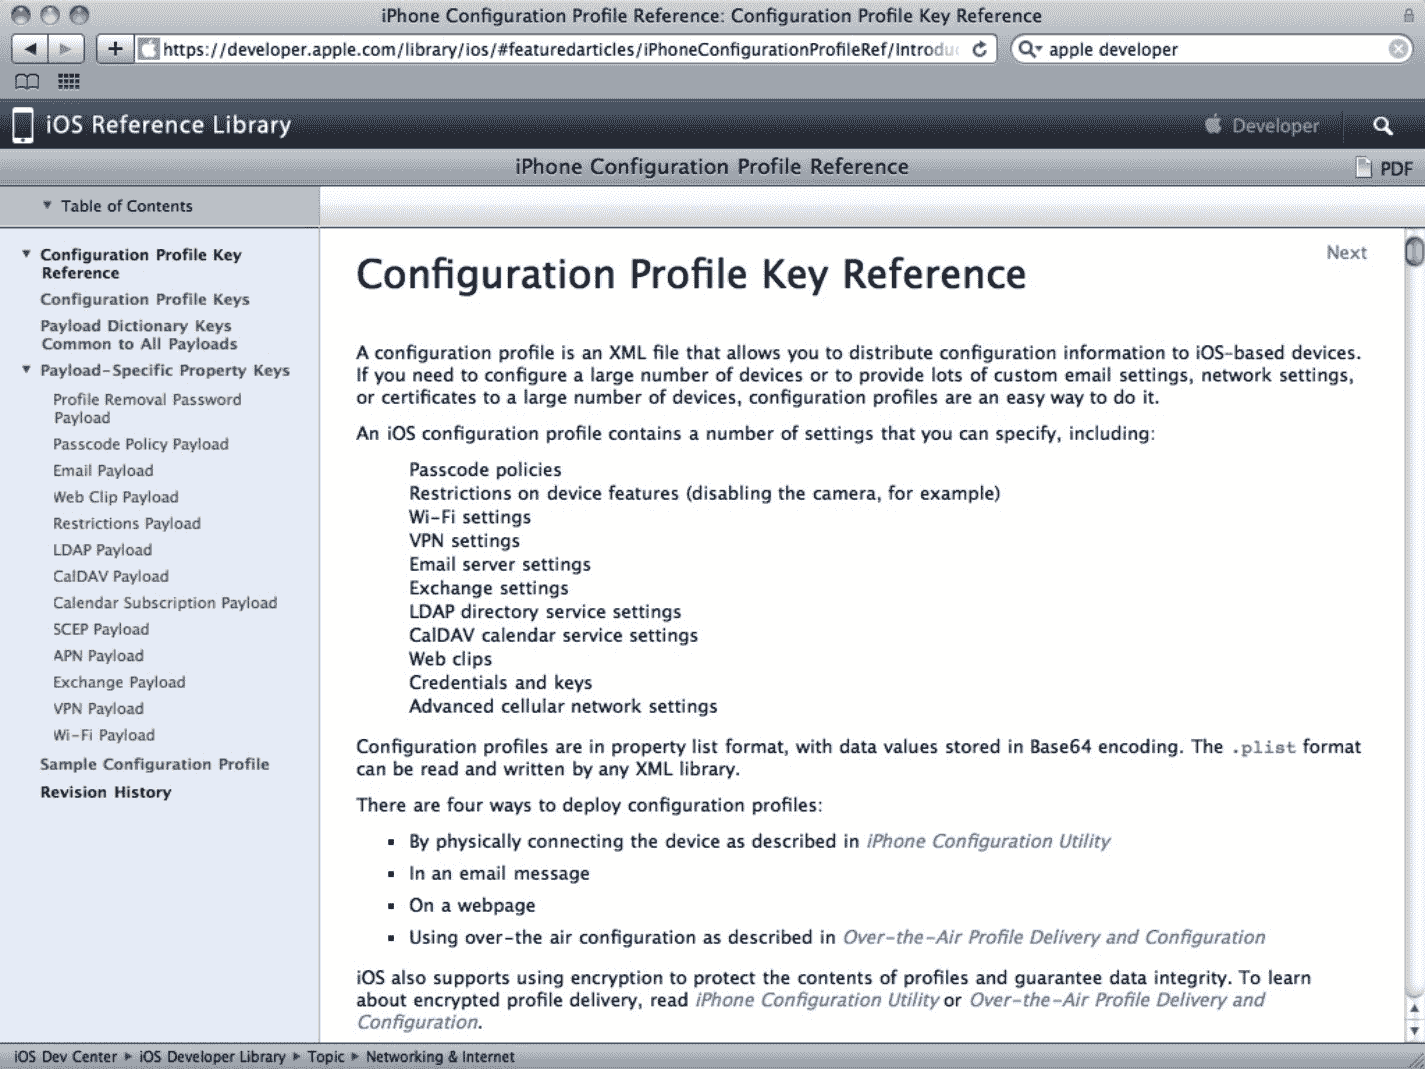 iPhone Configuration Profile Reference: Configuration Profile Key Reference
https://developer.apple.com/library/ios/#featuredarticles/iPhoneConfigurationProfileRef/Introdu
apple developer
iOS Reference Library
Developer
iPhone Configuration Profile Reference
PDF
Table of Contents
Configuration Profile Key
Reference
Configuration Profile Keys
Payload Dictionary Keys
Common to All Payloads
Payload-Specific Property Keys
Profile Removal Password
Payload
Passcode Policy Payload
Email Payload
Web Clip Payload
Restrictions Payload
LDAP Payload
CalDAV Payload
Calendar Subscription Payload
SCEP Payload
APN Payload
Exchange Payload
VPN Payload
Wi-Fi Payload
Sample Configuration Profile
Revision History
Next
Configuration Profile Key Reference
A configuration profile is an XML file that allows you to distribute configuration information to iOS-based devices.
If you need to configure a large number of devices or to provide lots of custom email settings, network settings,
or certificates to a large number of devices, configuration profiles are an easy way to do it.
An iOS configuration profile contains a number of settings that you can specify, including:
Passcode policies
Restrictions on device features (disabling the camera, for example)
Wi-Fi settings
VPN settings
Email server settings
Exchange settings
LDAP directory service settings
CalDAV calendar service settings
Web clips
Credentials and keys
Advanced cellular network settings
Configuration profiles are in property list format, with data values stored in Base64 encoding. The .plist format
can be read and written by any XML library.
There are four ways to deploy configuration profiles:
▪ By physically connecting the device as described in iPhone Configuration Utility
▪ In an email message
▪ On a webpage
▪ Using over-the air configuration as described in Over-the-Air Profile Delivery and Configuration
iOS also supports using encryption to protect the contents of profiles and guarantee data integrity. To learn
about encrypted profile delivery, read iPhone Configuration Utility or Over-the-Air Profile Delivery and
Configuration.
iOS Dev Center ▸ iOS Developer Library ▸ Topic ▸ Networking & Internet